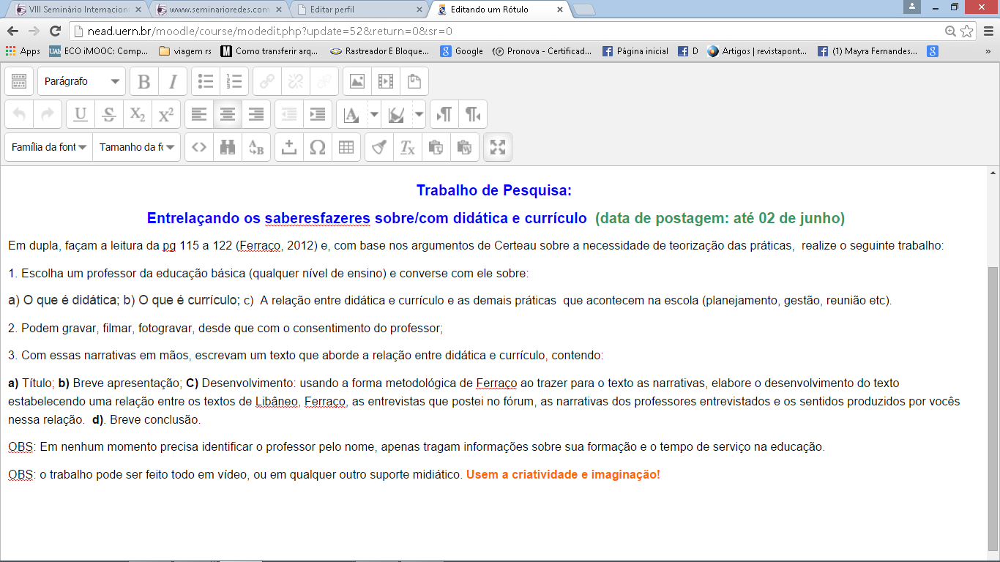 VIII Seminário Internacion
www.seminarioredes.com
Editar perfil
Editando um Rótulo
nead.uern.br/moodle/course/modedit.php?update=52&return=0&sr=0
Apps
UAb ECO iMOOC: Comp...
viagem rs
M Como transferir arq...
Rastreador E Bloque...
Google
Pronova - Certificad...
Página inicial
D
Artigos | revistapont...
(1) Mayra Fernandes...
»
Parágrafo
B I
U S X2 X2
Família da font
Tamanho da fo
Trabalho de Pesquisa:
Entrelaçando os saberesfazeres sobre/com didática e currículo (data de postagem: até 02 de junho)
Em dupla, façam a leitura da pg 115 a 122 (Ferraço, 2012) e, com base nos argumentos de Certeau sobre a necessidade de teorização das práticas, realize o seguinte trabalho:
1. Escolha um professor da educação básica (qualquer nível de ensino) e converse com ele sobre:
a) O que é didática; b) O que é currículo; c) A relação entre didática e currículo e as demais práticas que acontecem na escola (planejamento, gestão, reunião etc).
2. Podem gravar, filmar, fotogravar, desde que com o consentimento do professor;
3. Com essas narrativas em mãos, escrevam um texto que aborde a relação entre didática e currículo, contendo:
a) Título; b) Breve apresentação; C) Desenvolvimento: usando a forma metodológica de Ferraço ao trazer para o texto as narrativas, elabore o desenvolvimento do texto
estabelecendo uma relação entre os textos de Libâneo, Ferraço, as entrevistas que postei no fórum, as narrativas dos professores entrevistados e os sentidos produzidos por vocês
nessa relação. d). Breve conclusão.
OBS: Em nenhum momento precisa identificar o professor pelo nome, apenas tragam informações sobre sua formação e o tempo de serviço na educação.
OBS: o trabalho pode ser feito todo em vídeo, ou em qualquer outro suporte midiático. Usem a criatividade e imaginação!